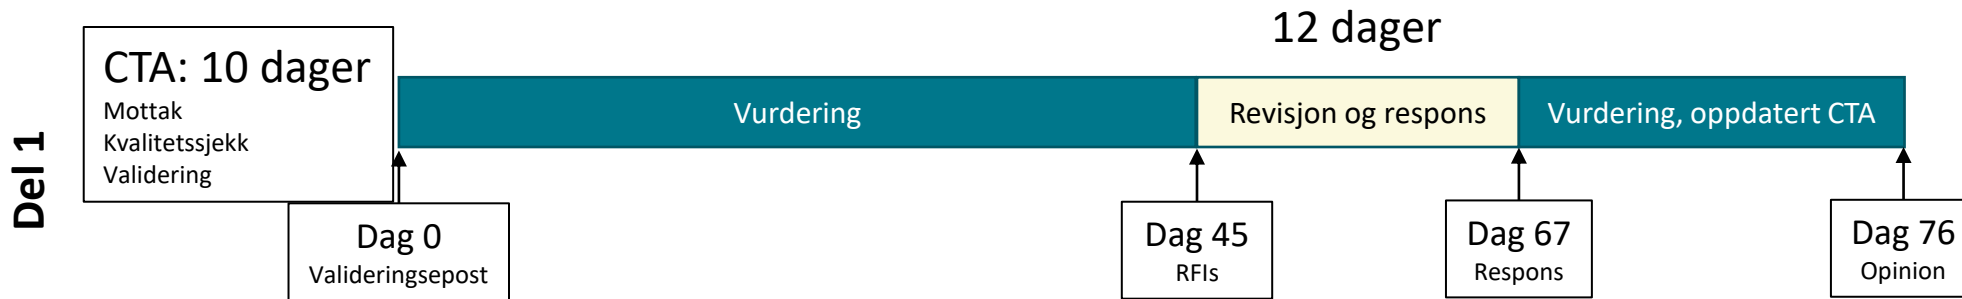 12 dager
CTA: 10 dager
Mottak
Kvalitetssjekk
Validering
Del 1
Vurdering
Revisjon og respons
Vurdering, oppdatert CTA
Dag 0
Valideringsepost
Dag 45
RFIs
Dag 67
Respons
Dag 76
Opinion